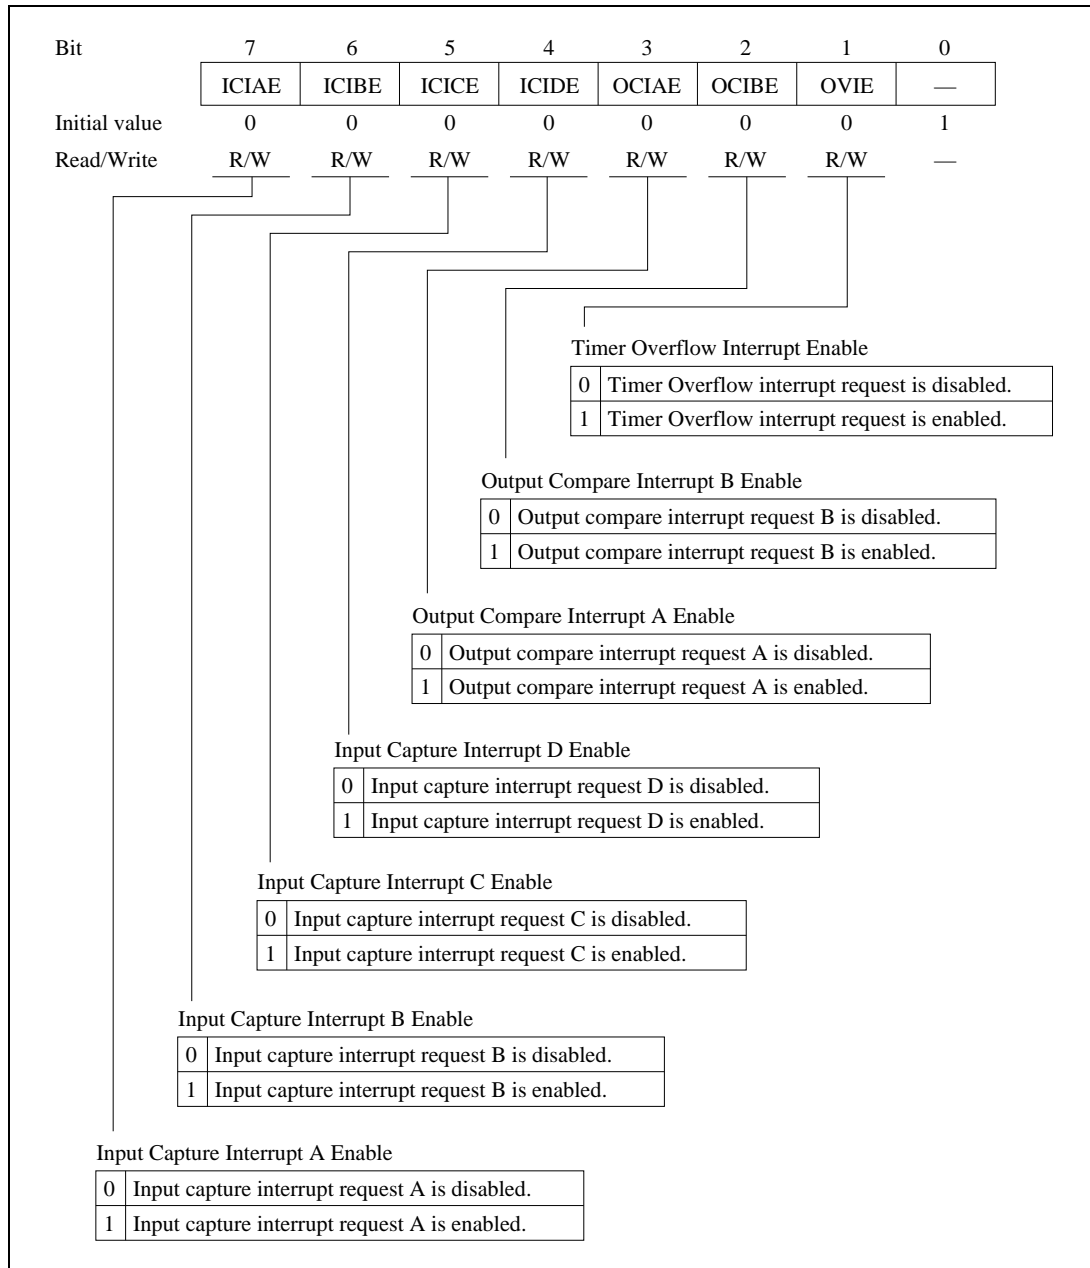 Bit 7 6 5 4 3 2 1 0
ICIAE ICIBE ICICE ICIDE OCIAE OCIBE OVIE —
Initial value 0 0 0 0 0 0 0 1
Read/Write R/W R/W R/W R/W R/W R/W R/W —
Timer Overflow Interrupt Enable
0 Timer Overflow interrupt request is disabled.
1 Timer Overflow interrupt request is enabled.
Output Compare Interrupt B Enable
0 Output compare interrupt request B is disabled.
1 Output compare interrupt request B is enabled.
Output Compare Interrupt A Enable
0 Output compare interrupt request A is disabled.
1 Output compare interrupt request A is enabled.
Input Capture Interrupt D Enable
0 Input capture interrupt request D is disabled.
1 Input capture interrupt request D is enabled.
Input Capture Interrupt C Enable
0 Input capture interrupt request C is disabled.
1 Input capture interrupt request C is enabled.
Input Capture Interrupt B Enable
0 Input capture interrupt request B is disabled.
1 Input capture interrupt request B is enabled.
Input Capture Interrupt A Enable
0 Input capture interrupt request A is disabled.
1 Input capture interrupt request A is enabled.